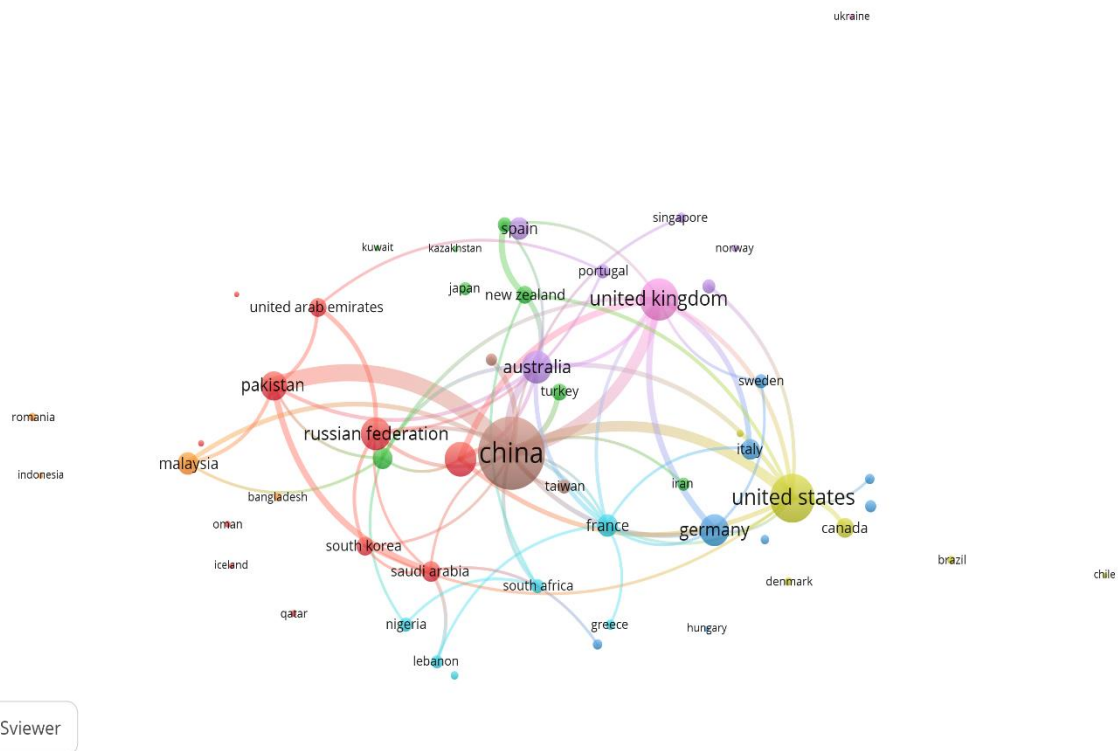 ukraine
singapore
spain
kuwait
kazakhstan
norway
portugal
japan
new zealand
united kingdom
united arab emirates
australia
pakistan
turkey
sweden
romania
russian federation
china
italy
malaysia
indonesia
taiwan
iran
bangladesh
united states
oman
france
germany
canada
south korea
iceland
saudi arabia
brazil
chile
south africa
denmark
qatar
nigeria
greece
hungary
lebanon
Sviewer